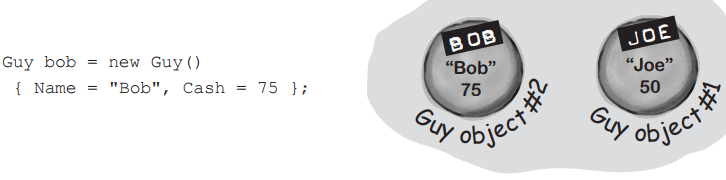 Guy bob = new Guy()
{ Name = "Bob", Cash = 75 };
BOB
“Bob”
75
Guy object #2
JOE
“Joe”
50
Guy object #1